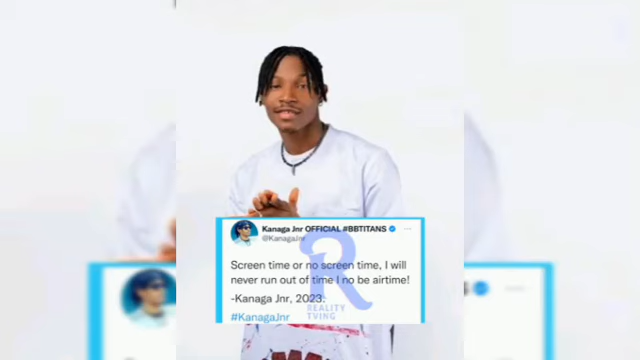 Kanaga Jnr OFFICIAL #BBTITANS
@KanagaJnr
Screen time or no screen time, I will
never run out of time I no be airtime!
-Kanaga Jnr, 2023.
#KanagaJnr
R
REALITY
TVING